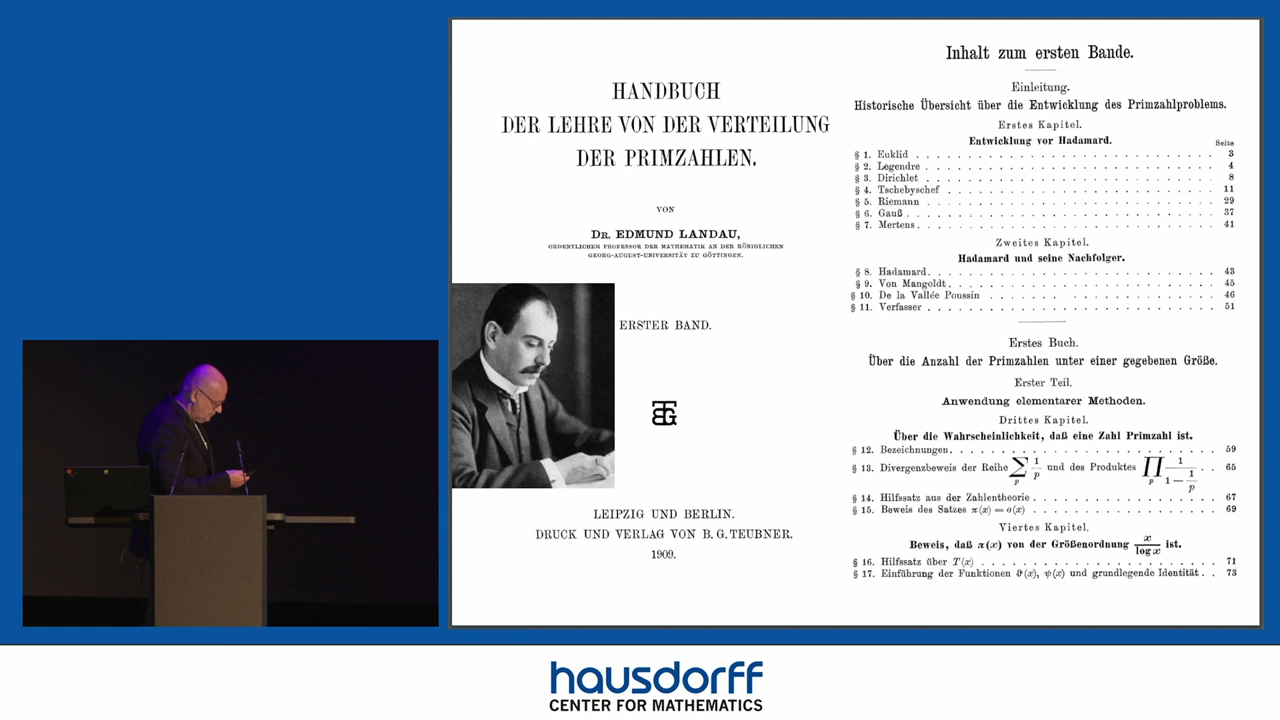 HANDBUCH
DER LEHRE VON DER VERTEILUNG
DER PRIMZAHLEN.
VON
DR. EDMUND LANDAU,
ORDENTLICHEM PROFESSOR DER MATHEMATIK AN DER KÖNIGLICHEN
GEORG-AUGUST-UNIVERSITÄT ZU GÖTTINGEN.
ERSTER BAND.
BTG
LEIPZIG UND BERLIN.
DRUCK UND VERLAG VON B. G. TEUBNER.
1909.
Inhalt zum ersten Bande.
Einleitung.
Historische Übersicht über die Entwicklung des Primzahlproblems.
Erstes Kapitel.
Entwicklung vor Hadamard.
Seite
§ 1. Euklid . . . 3
§ 2. Legendre . . . 4
§ 3. Dirichlet . . . 8
§ 4. Tschebyschef . . . 11
§ 5. Riemann . . . 29
§ 6. Gauß . . . 37
§ 7. Mertens . . . 41
Zweites Kapitel.
Hadamard und seine Nachfolger.
§ 8. Hadamard . . . 43
§ 9. Von Mangoldt . . . 45
§ 10. De la Vallée Poussin . . . 46
§ 11. Verfasser . . . 51
Erstes Buch.
Über die Anzahl der Primzahlen unter einer gegebenen Größe.
Erster Teil.
Anwendung elementarer Methoden.
Drittes Kapitel.
Über die Wahrscheinlichkeit, daß eine Zahl Primzahl ist.
§ 12. Bezeichnungen . . . 59
§ 13. Divergenzbeweis der Reihe ∑_p 1/p und des Produktes ∏_p 1/(1 − 1/p) . . 65
§ 14. Hilfssatz aus der Zahlentheorie . . . 67
§ 15. Beweis des Satzes π(x) = o(x) . . . 69
Viertes Kapitel.
Beweis, daß π(x) von der Größenordnung x/log x ist.
§ 16. Hilfssatz über T(x) . . . 71
§ 17. Einführung der Funktionen ϑ(x), ψ(x) und grundlegende Identität . . 73
hausdorff
CENTER FOR MATHEMATICS